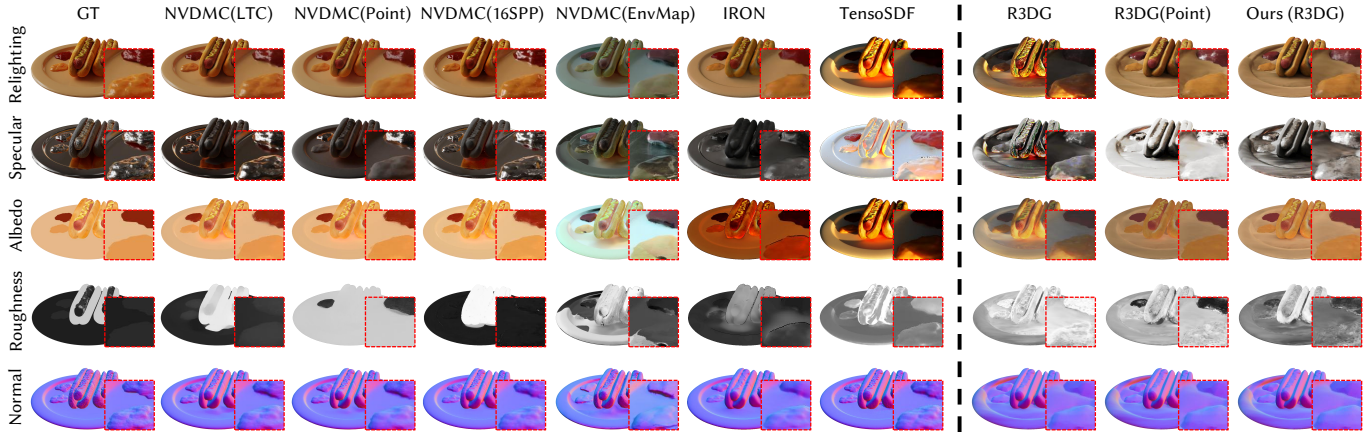 GT NVDMC(LTC) NVDMC(Point) NVDMC(16SPP) NVDMC(EnvMap) IRON TensoSDF R3DG R3DG(Point) Ours (R3DG)
Relighting
Specular
Albedo
Roughness
Normal